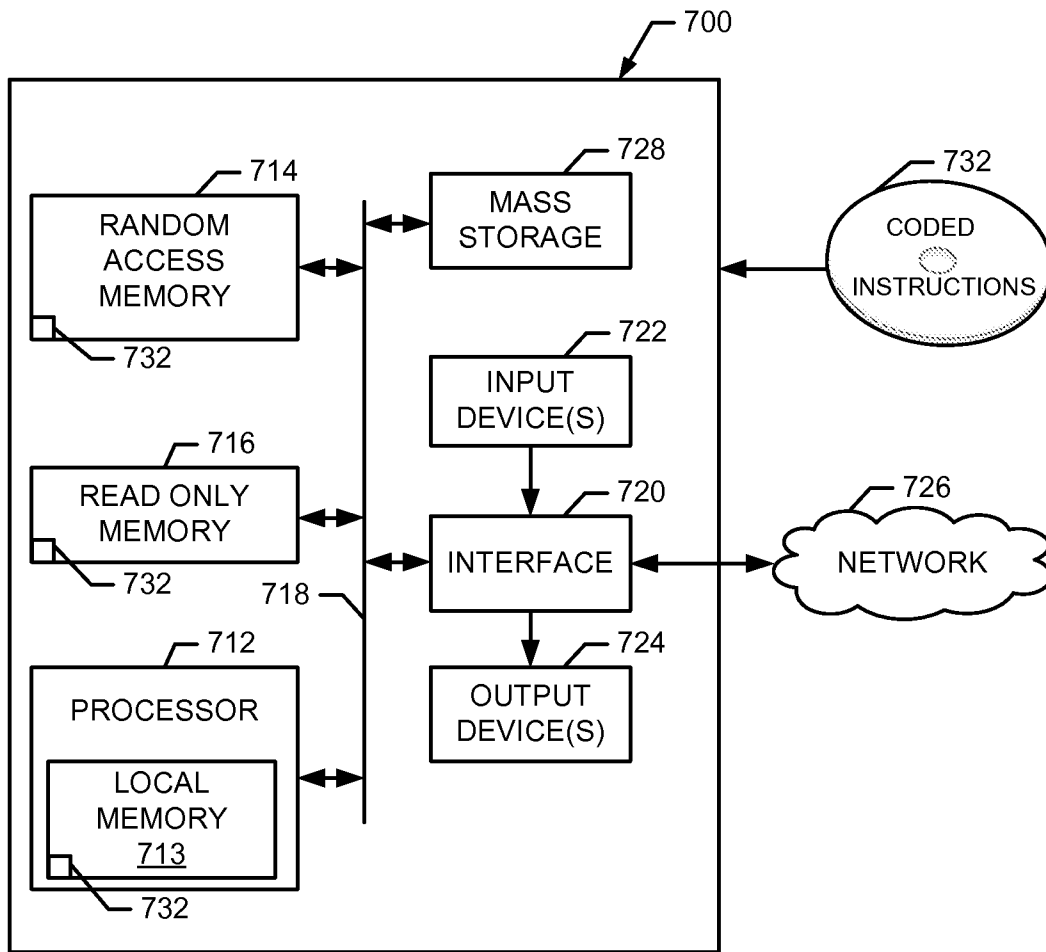 700
714
RANDOM
ACCESS
MEMORY
732
728
MASS
STORAGE
732
CODED
INSTRUCTIONS
722
INPUT
DEVICE(S)
716
READ ONLY
MEMORY
732
720
INTERFACE
726
NETWORK
718
712
PROCESSOR
LOCAL
MEMORY
713
732
724
OUTPUT
DEVICE(S)